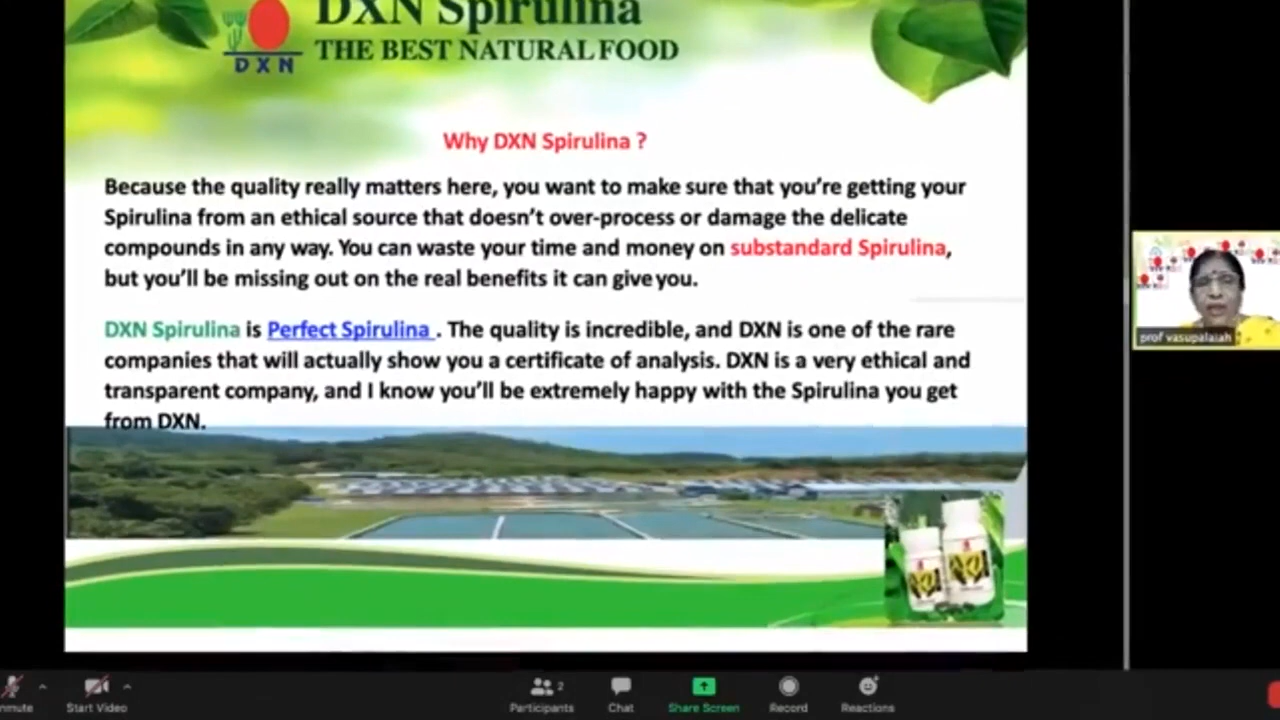 DXN Spirulina
DXN
THE BEST NATURAL FOOD
Why DXN Spirulina ?
Because the quality really matters here, you want to make sure that you're getting your
Spirulina from an ethical source that doesn't over-process or damage the delicate
compounds in any way. You can waste your time and money on substandard Spirulina,
but you'll be missing out on the real benefits it can give you.
DXN Spirulina is Perfect Spirulina . The quality is incredible, and DXN is one of the rare
companies that will actually show you a certificate of analysis. DXN is a very ethical and
transparent company, and I know you'll be extremely happy with the Spirulina you get
from DXN.
prof vasupalaiah
nmute
Start Video
Participants
2
Chat
Share Screen
Record
Reactions